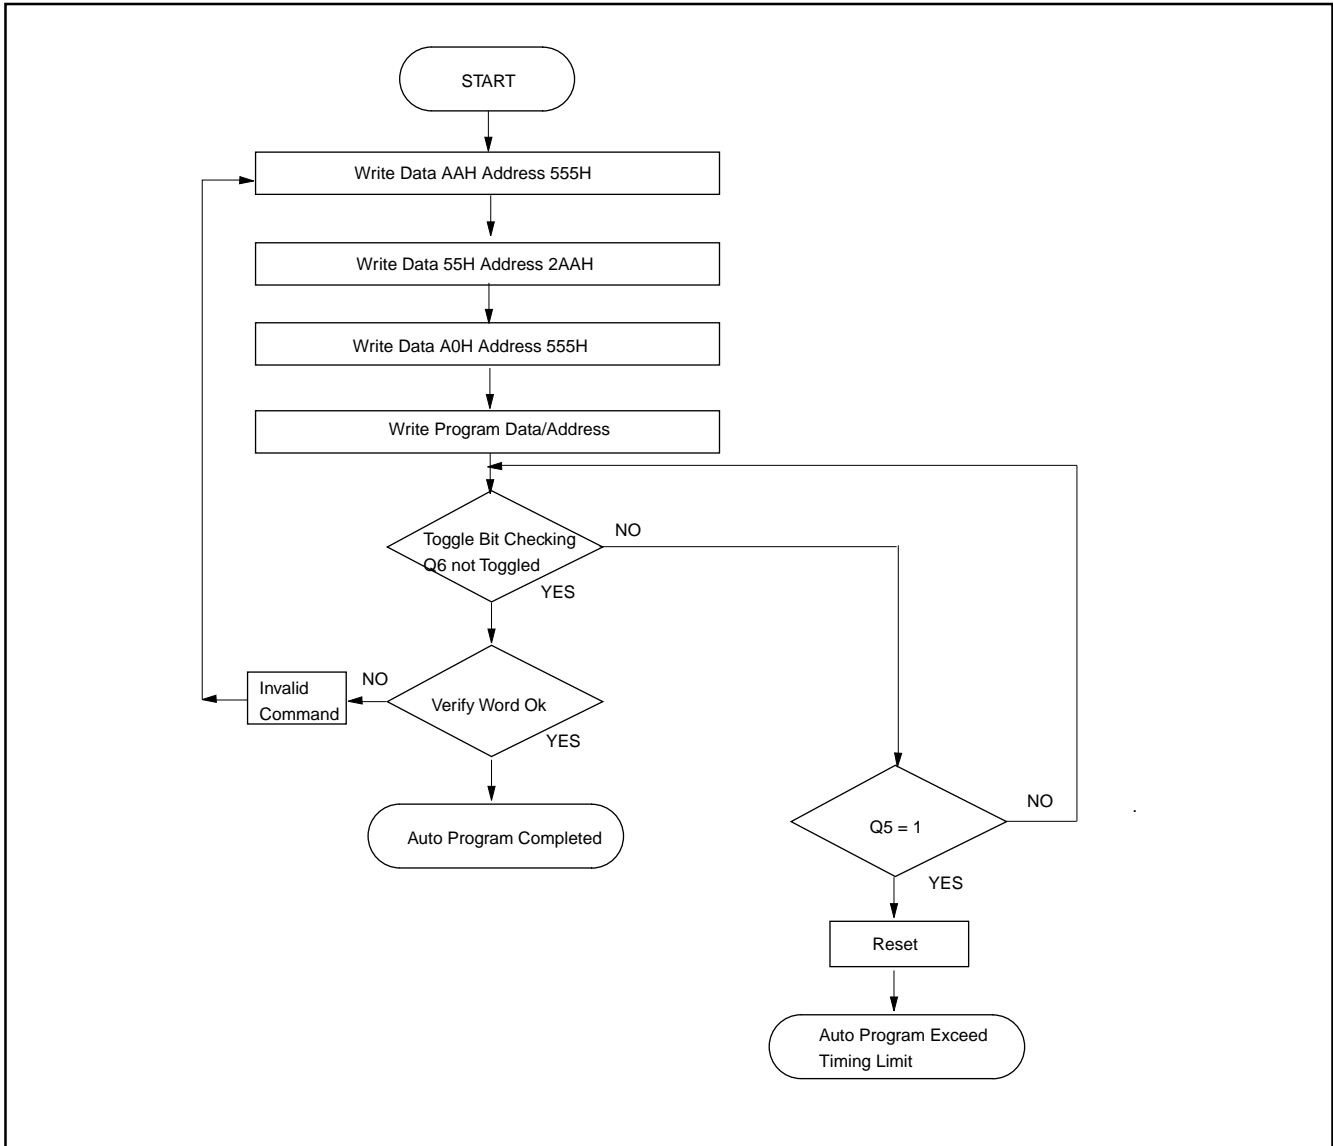 START
Write Data AAH Address 555H
Write Data 55H Address 2AAH
Write Data A0H Address 555H
Write Program Data/Address
Toggle Bit Checking
Q6 not Toggled
NO
YES
Invalid
Command
NO
Verify Word Ok
YES
Auto Program Completed
Q5 = 1
NO
YES
Reset
Auto Program Exceed
Timing Limit